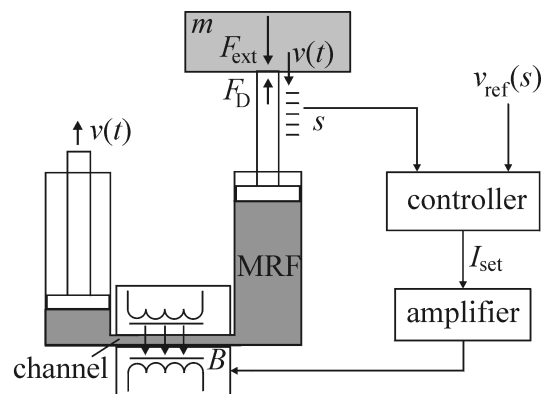 m
F_ext
v(t)
F_D
s
v_ref(s)
v(t)
controller
MRF
I_set
amplifier
channel
B